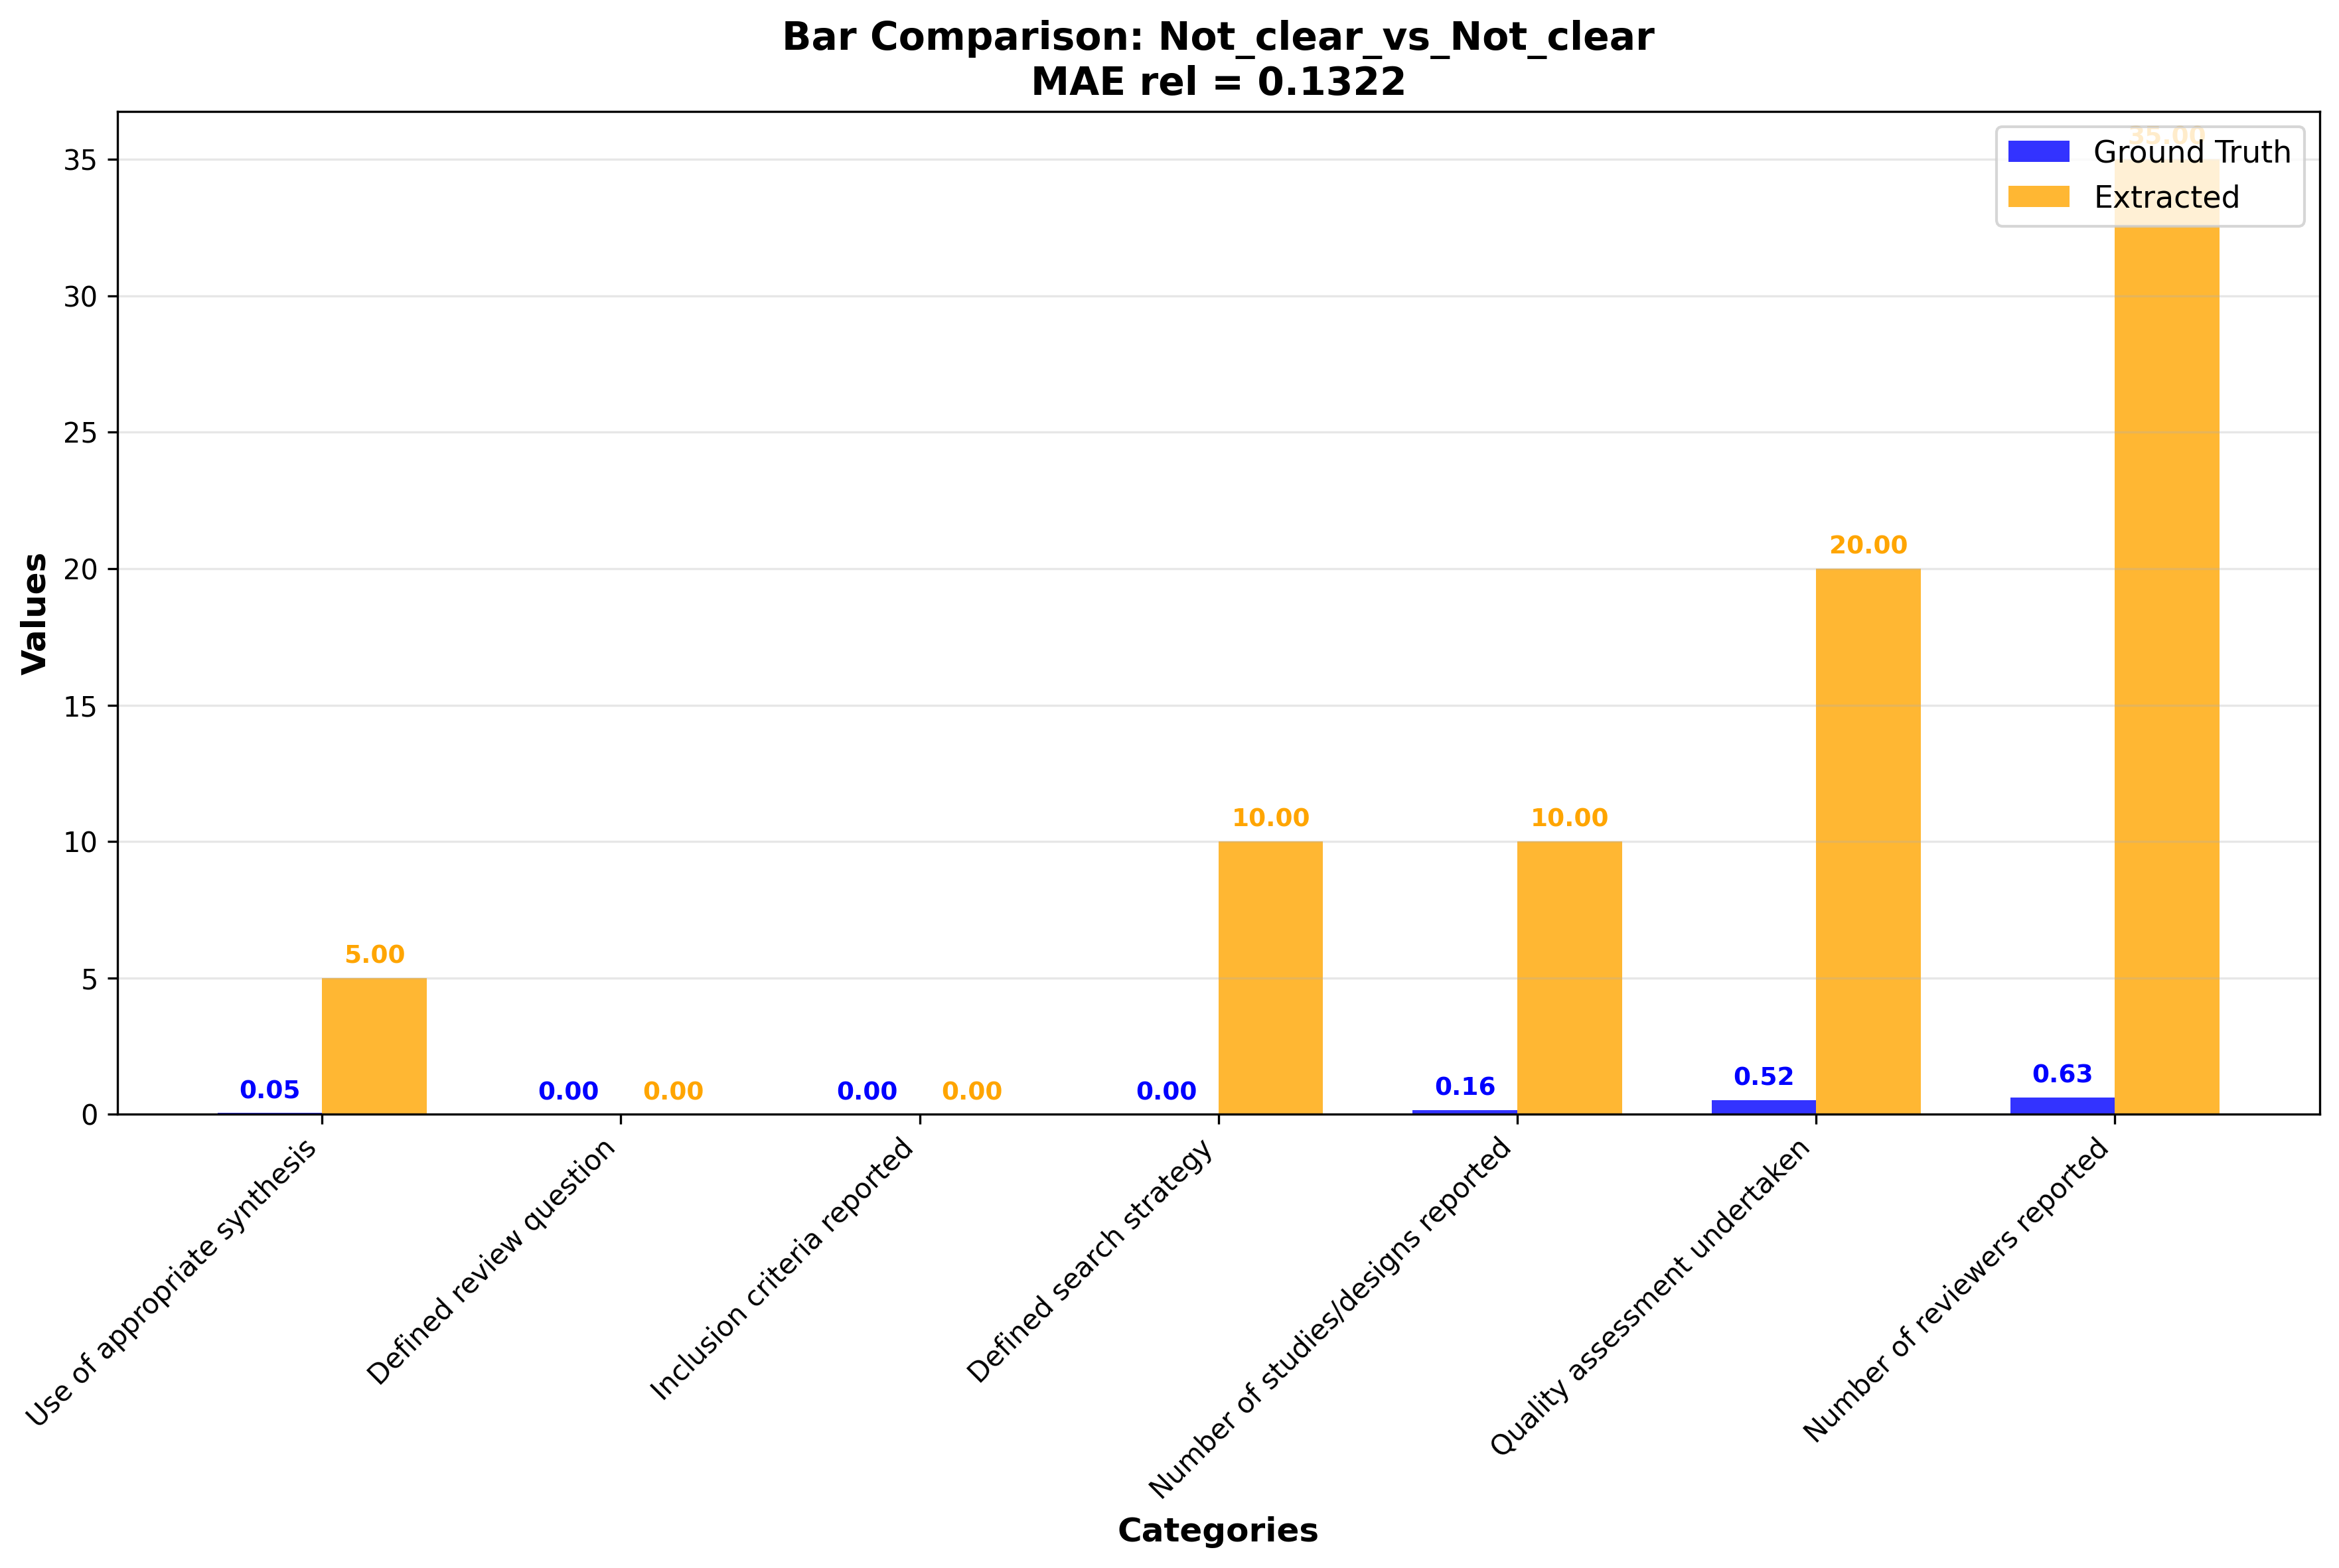 Bar Comparison: Not_clear_vs_Not_clear
MAE rel = 0.1322
35.00
Ground Truth
Extracted
Values
35
30
25
20
15
10
5
0
0.05
5.00
0.00
0.00
0.00
0.00
0.00
10.00
0.16
10.00
0.52
20.00
0.63
Use of appropriate synthesis
Defined review question
Inclusion criteria reported
Defined search strategy
Number of studies/designs reported
Quality assessment undertaken
Number of reviewers reported
Categories